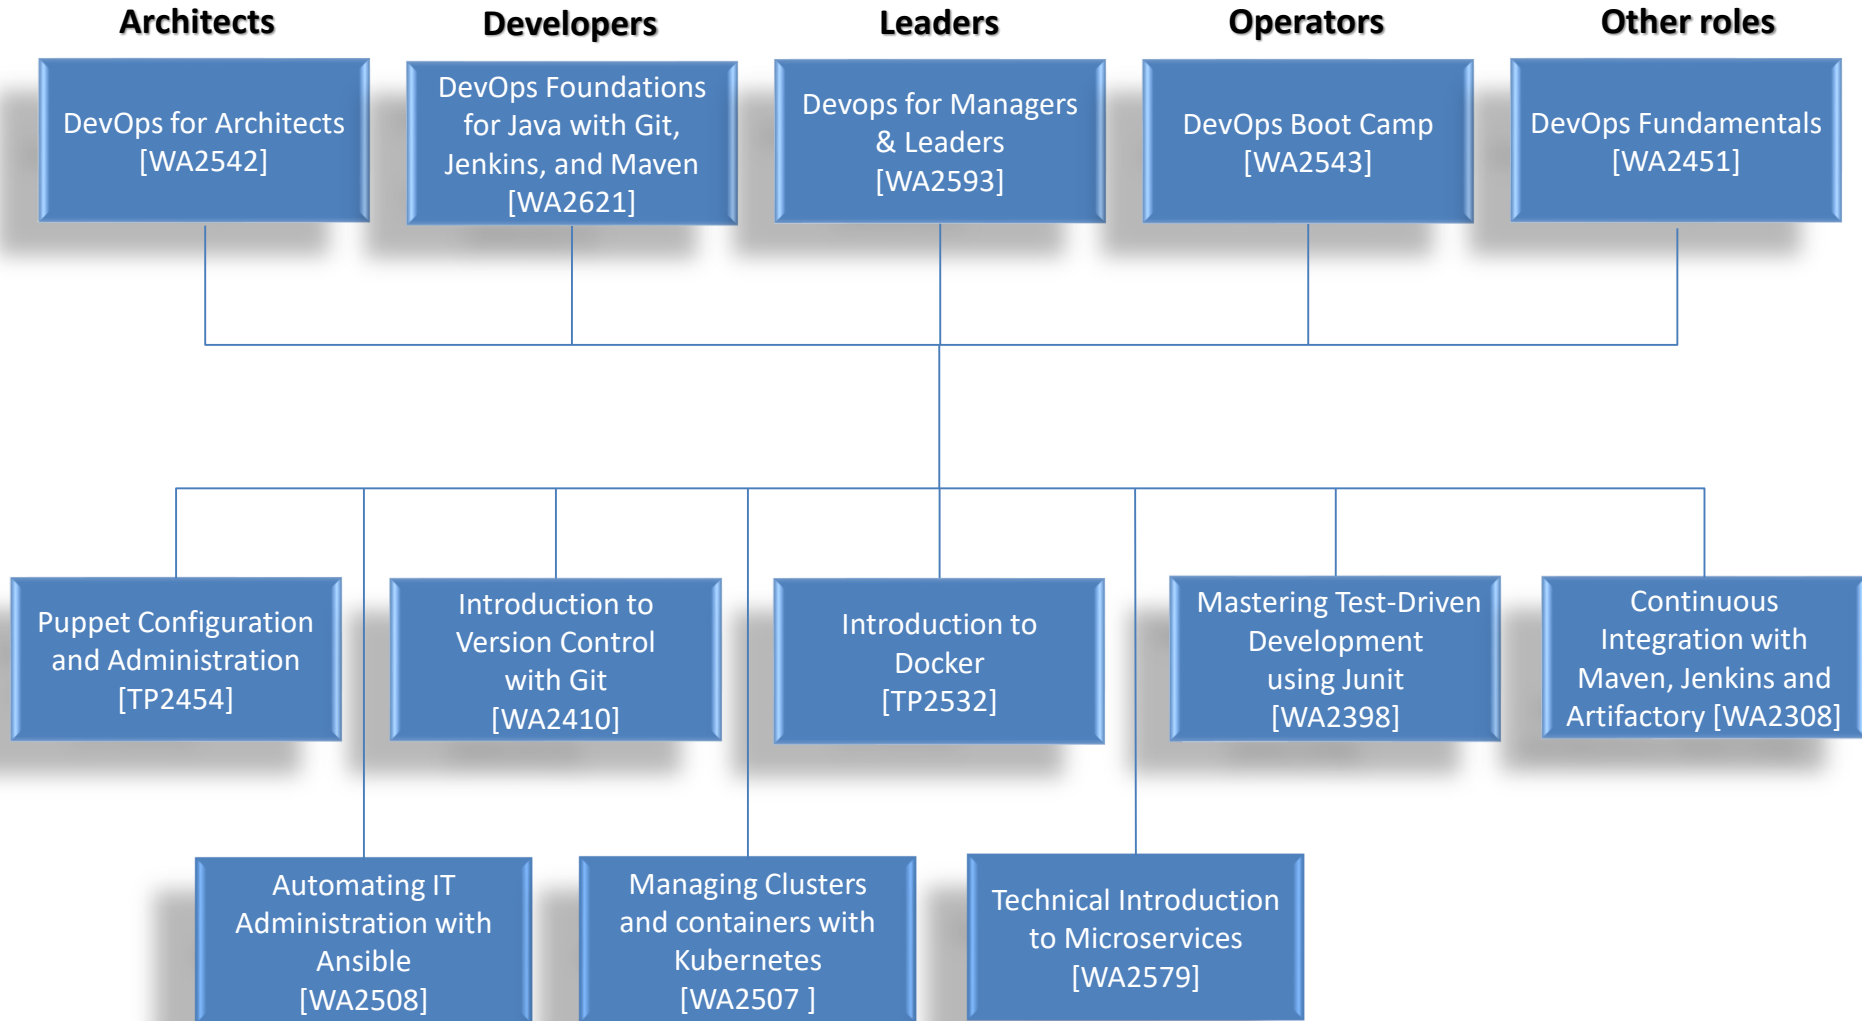 Architects
Developers
Leaders
Operators
Other roles
DevOps for Architects
[WA2542]
DevOps Foundations
for Java with Git,
Jenkins, and Maven
[WA2621]
Devops for Managers
& Leaders
[WA2593]
DevOps Boot Camp
[WA2543]
DevOps Fundamentals
[WA2451]
Puppet Configuration
and Administration
[TP2454]
Introduction to
Version Control
with Git
[WA2410]
Introduction to
Docker
[TP2532]
Mastering Test-Driven
Development
using Junit
[WA2398]
Continuous
Integration with
Maven, Jenkins and
Artifactory [WA2308]
Automating IT
Administration with
Ansible
[WA2508]
Managing Clusters
and containers with
Kubernetes
[WA2507 ]
Technical Introduction
to Microservices
[WA2579]